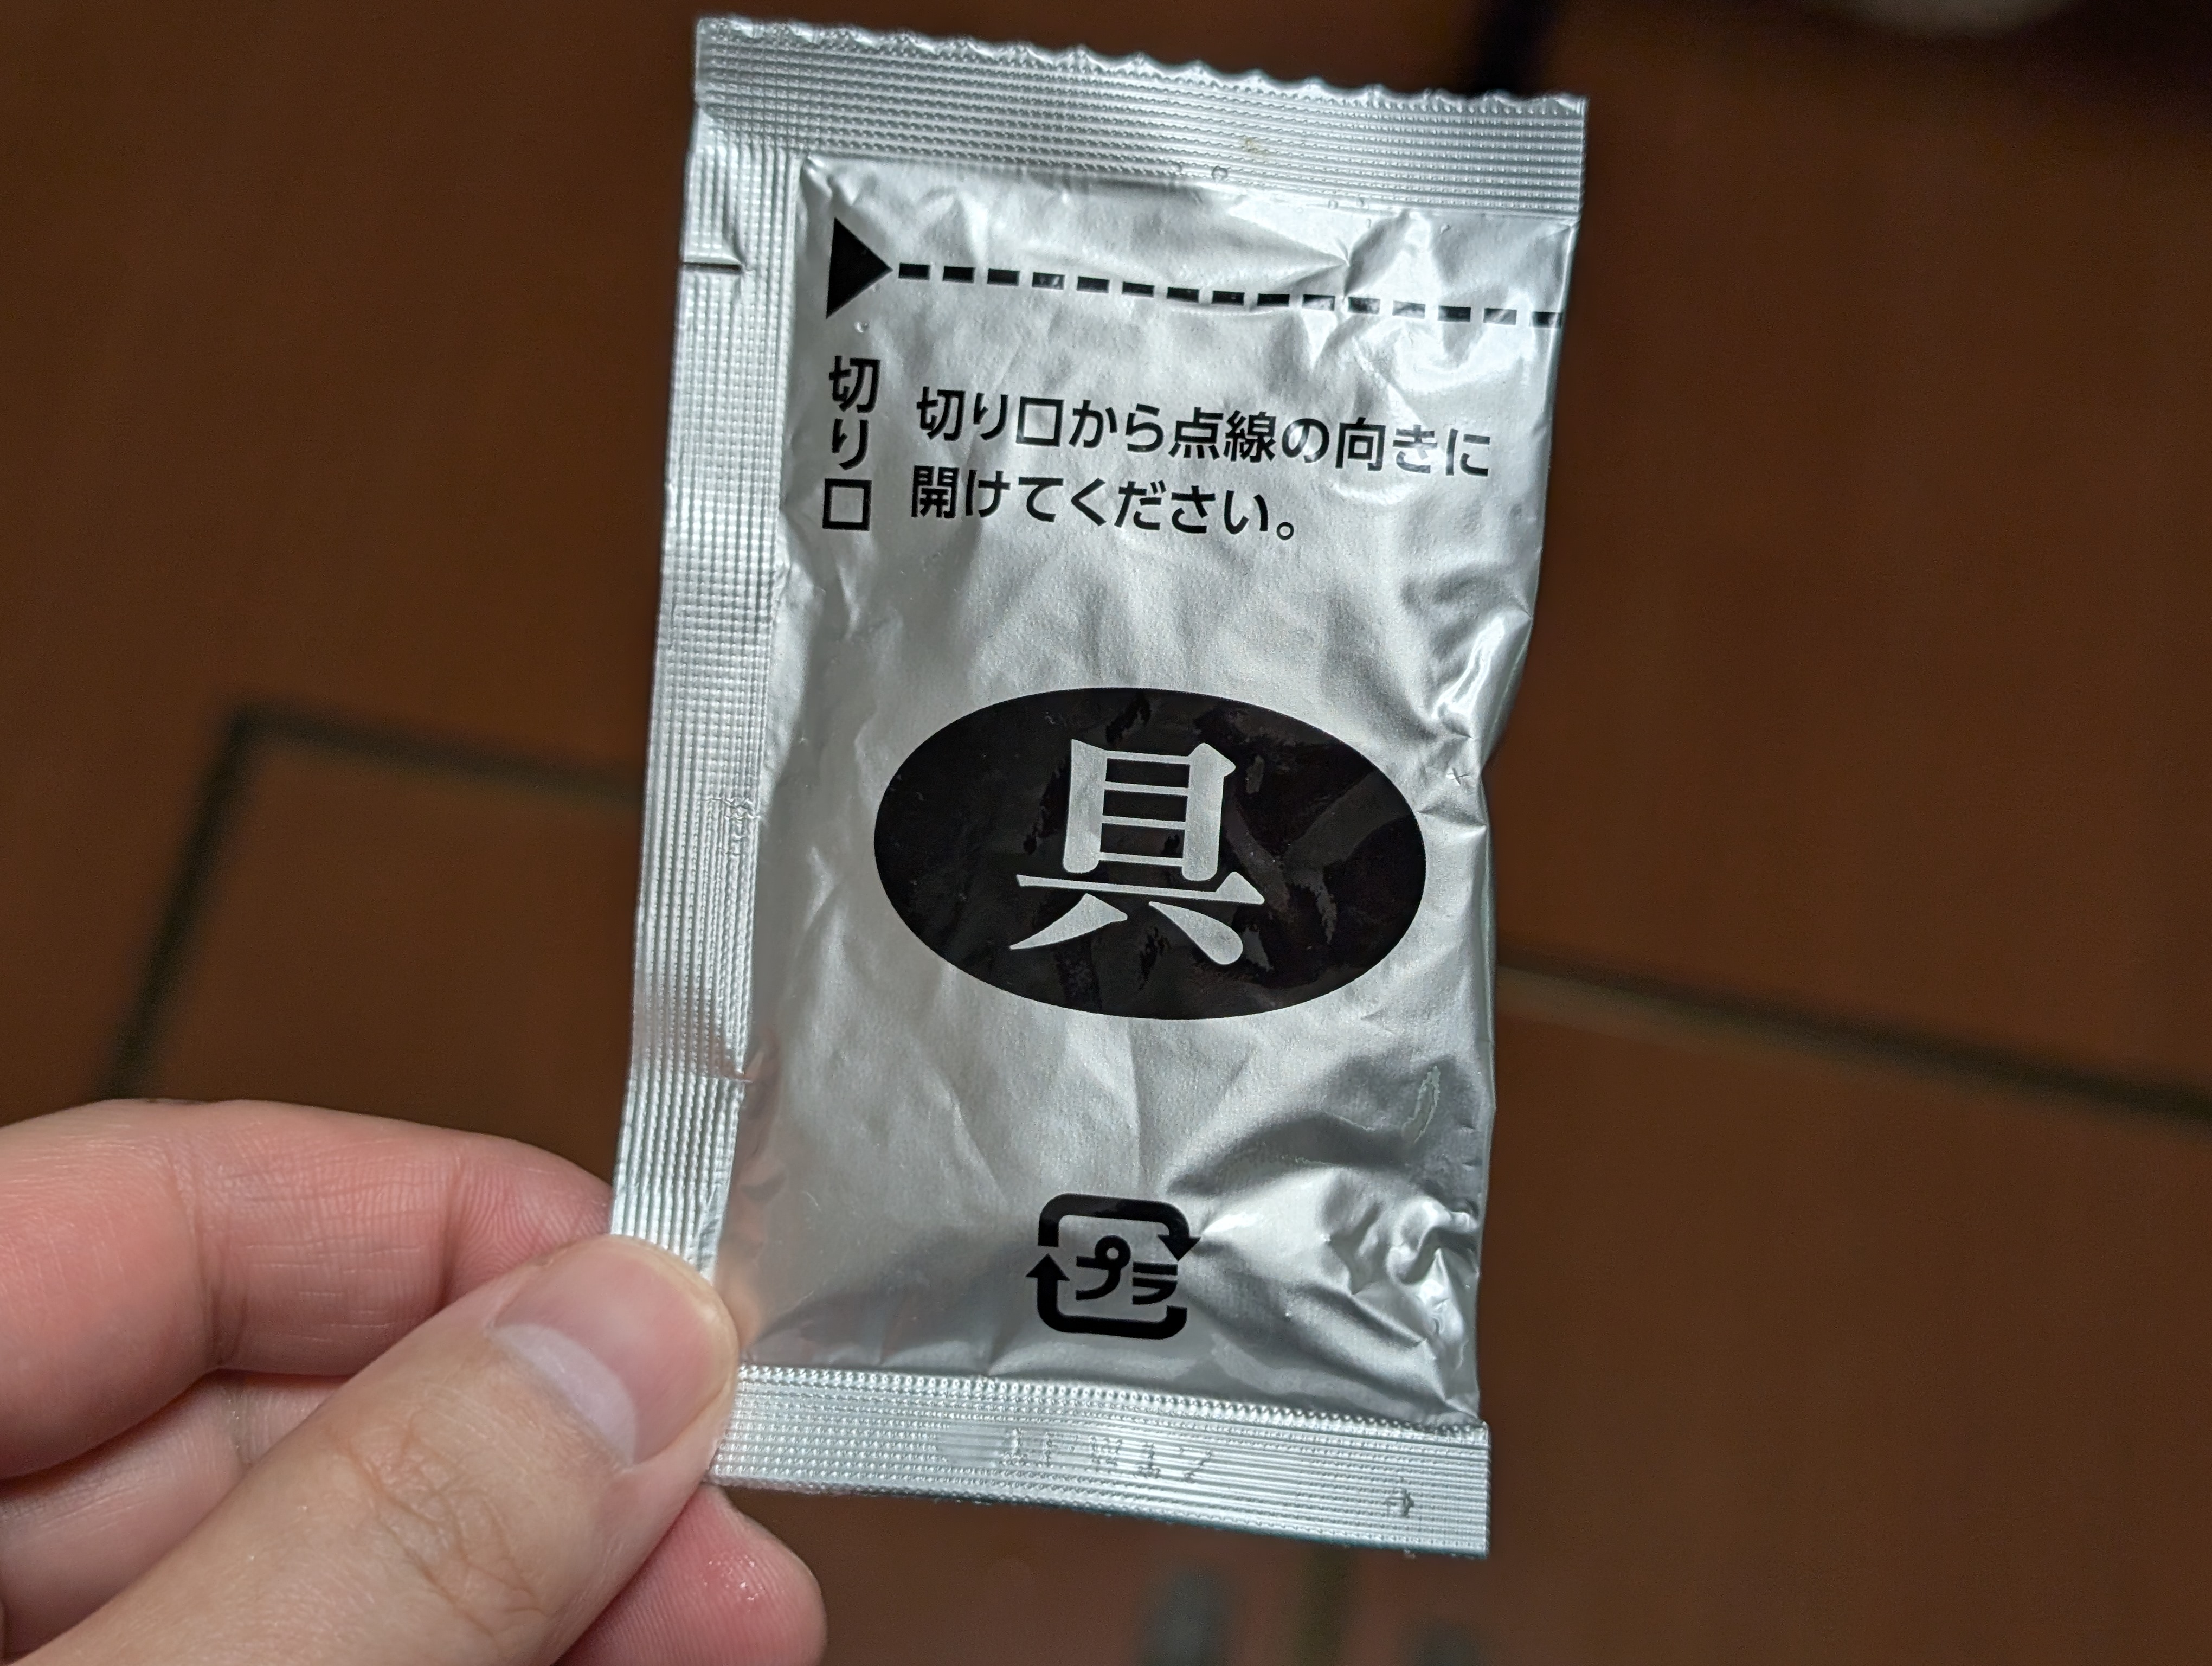 切り口
切り口から点線の向きに
開けてください。
具
プラ